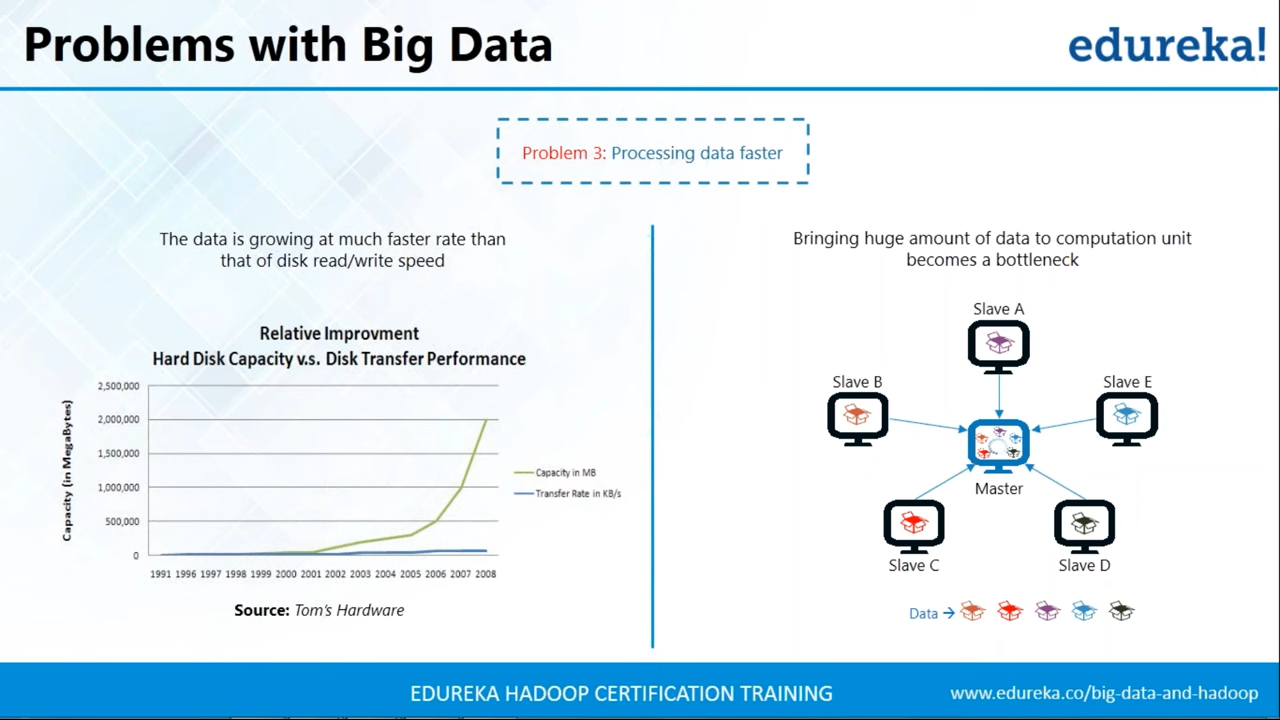 Problems with Big Data
edureka!
Problem 3: Processing data faster
The data is growing at much faster rate than
that of disk read/write speed
Relative Improvment
Hard Disk Capacity v.s. Disk Transfer Performance
Capacity (in MegaBytes)
2,500,000
2,000,000
1,500,000
1,000,000
500,000
0
1991 1996 1997 1998 1999 2000 2001 2002 2003 2004 2005 2006 2007 2008
Capacity in MB
Transfer Rate in KB/s
Source: Tom's Hardware
Bringing huge amount of data to computation unit
becomes a bottleneck
Slave A
Slave B
Slave E
Master
Slave C
Slave D
Data →
EDUREKA HADOOP CERTIFICATION TRAINING
www.edureka.co/big-data-and-hadoop